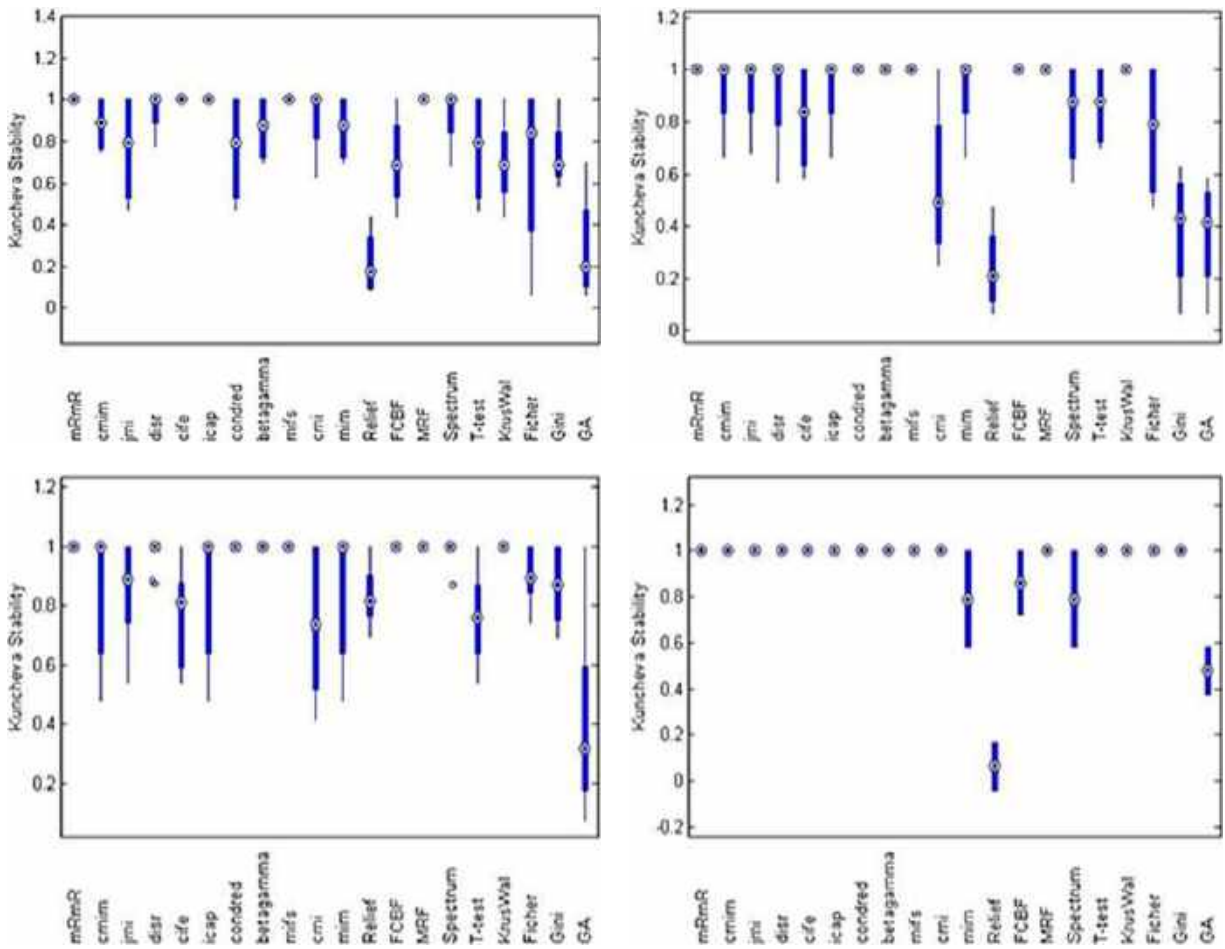 1.4
1.2
1
0.8
0.6
0.4
0.2
0
Kuncheva Stability
mRmR
cmim
jmi
disr
cife
icap
condred
betagamma
mifs
cmi
mim
Relief
FCBF
MRF
Spectrum
T-test
KrusWal
Ficher
Gini
GA
1.2
1
0.8
0.6
0.4
0.2
0
Kuncheva Stability
mRmR
cmim
jmi
disr
cife
icap
condred
betagamma
mifs
cmi
mim
Relief
FCBF
MRF
Spectrum
T-test
KrusWal
Ficher
Gini
GA
1.2
1
0.8
0.6
0.4
0.2
Kuncheva Stability
mRmR
cmim
jmi
disr
cife
icap
condred
betagamma
mifs
cmi
mim
Relief
FCBF
MRF
Spectrum
T-test
KrusWal
Ficher
Gini
GA
1.2
1
0.8
0.6
0.4
0.2
0
-0.2
Kuncheva Stability
mRmR
cmim
jmi
disr
cife
icap
condred
betagamma
mifs
cmi
mim
Relief
FCBF
MRF
Spectrum
T-test
KrusWal
Ficher
Gini
GA